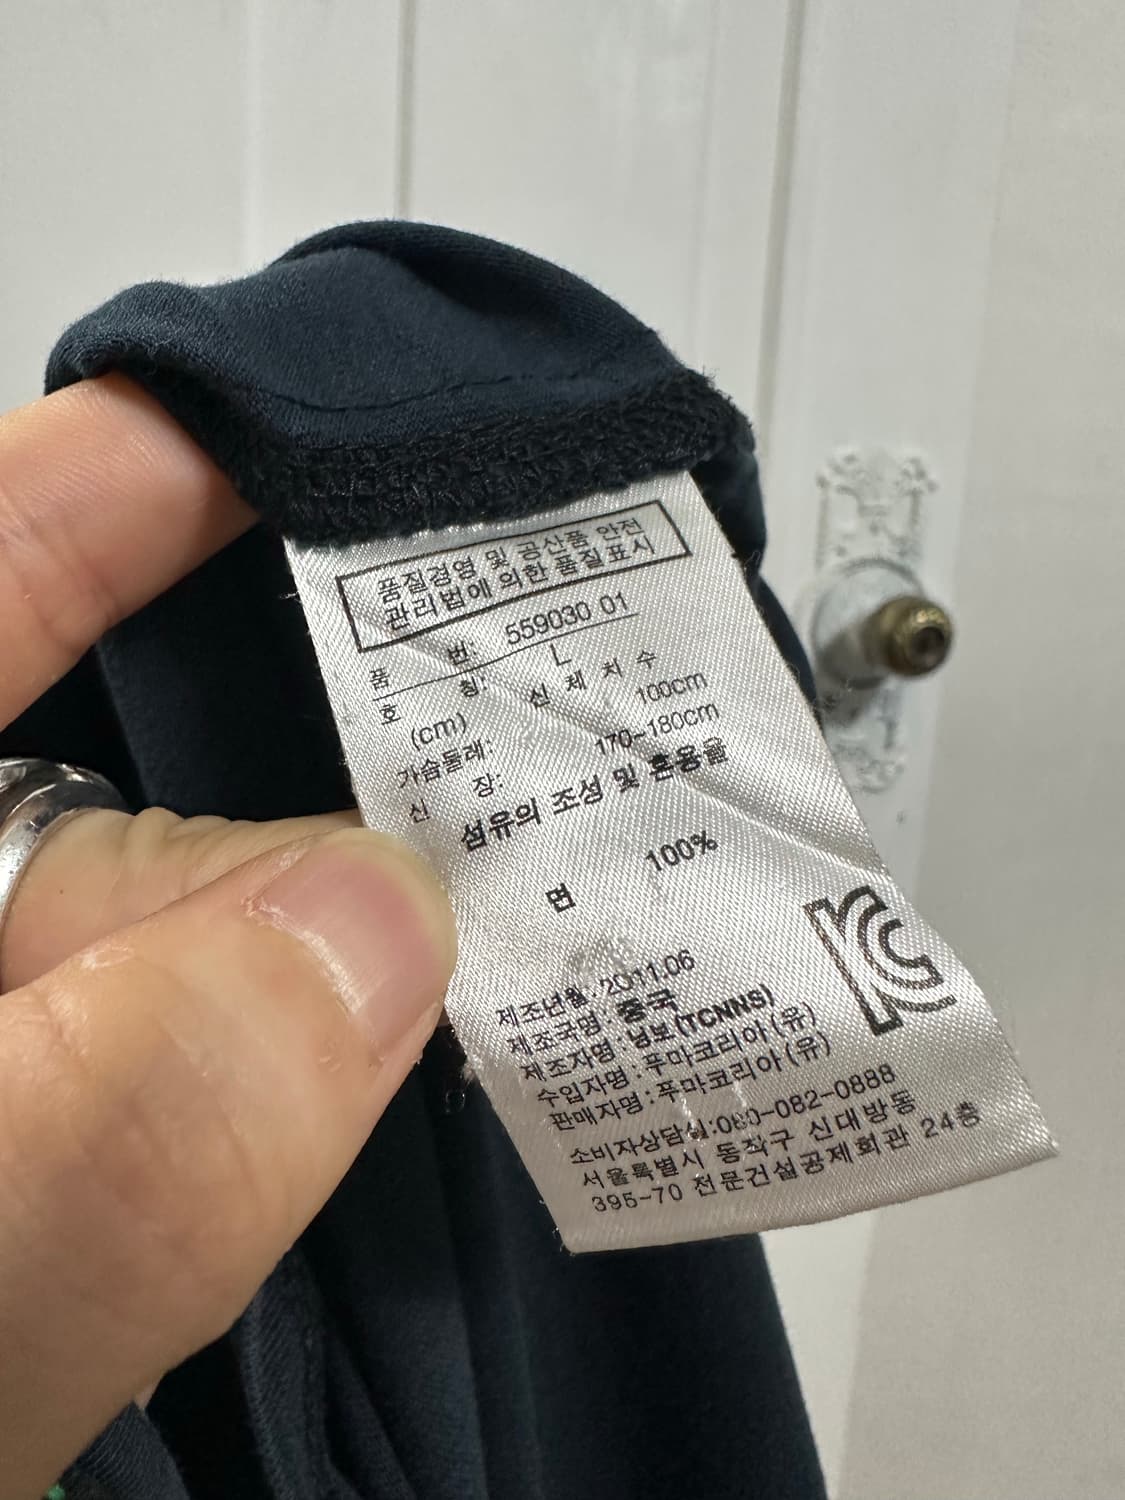 품질경영 및 공산품 안전
관리법에 의한 품질표시
품 번: 559030 01
호 칭: L
(cm) 신 체 치 수
가슴둘레: 100cm
신 장: 170~180cm
섬유의 조성 및 혼용율
면 100%
제조년월:2011.06
제조국명:중국
제조자명:닝보(TCNNS)
수입자명:푸마코리아(유)
판매자명:푸마코리아(유)
소비자상담실:080-082-0888
서울특별시 동작구 신대방동
395-70 전문건설공제회관 24층